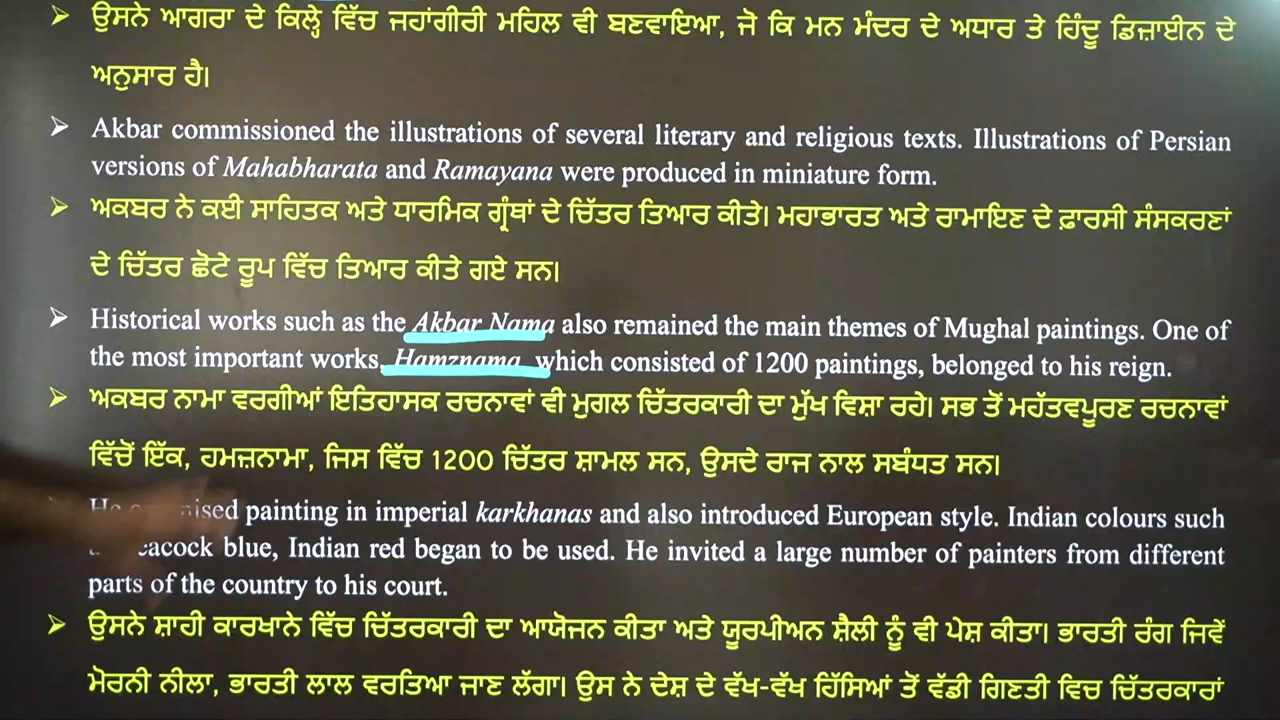 ➤ ਉਸਨੇ ਆਗਰਾ ਦੇ ਕਿਲ੍ਹੇ ਵਿੱਚ ਜਹਾਂਗੀਰੀ ਮਹਿਲ ਵੀ ਬਣਵਾਇਆ, ਜੋ ਕਿ ਮਨ ਮੰਦਰ ਦੇ ਅਧਾਰ ਤੇ ਹਿੰਦੂ ਡਿਜ਼ਾਈਨ ਦੇ
ਅਨੁਸਾਰ ਹੈ।
➤ Akbar commissioned the illustrations of several literary and religious texts. Illustrations of Persian
versions of Mahabharata and Ramayana were produced in miniature form.
➤ ਅਕਬਰ ਨੇ ਕਈ ਸਾਹਿਤਕ ਅਤੇ ਧਾਰਮਿਕ ਗ੍ਰੰਥਾਂ ਦੇ ਚਿੱਤਰ ਤਿਆਰ ਕੀਤੇ। ਮਹਾਭਾਰਤ ਅਤੇ ਰਾਮਾਇਣ ਦੇ ਫ਼ਾਰਸੀ ਸੰਸਕਰਣਾਂ
ਦੇ ਚਿੱਤਰ ਛੋਟੇ ਰੂਪ ਵਿੱਚ ਤਿਆਰ ਕੀਤੇ ਗਏ ਸਨ।
➤ Historical works such as the Akbar Nama also remained the main themes of Mughal paintings. One of
the most important works, Hamznama, which consisted of 1200 paintings, belonged to his reign.
➤ ਅਕਬਰ ਨਾਮਾ ਵਰਗੀਆਂ ਇਤਿਹਾਸਕ ਰਚਨਾਵਾਂ ਵੀ ਮੁਗਲ ਚਿੱਤਰਕਾਰੀ ਦਾ ਮੁੱਖ ਵਿਸ਼ਾ ਰਹੇ। ਸਭ ਤੋਂ ਮਹੱਤਵਪੂਰਣ ਰਚਨਾਵਾਂ
ਵਿੱਚੋਂ ਇੱਕ, ਹਮਜ਼ਨਾਮਾ, ਜਿਸ ਵਿੱਚ 1200 ਚਿੱਤਰ ਸ਼ਾਮਲ ਸਨ, ਉਸਦੇ ਰਾਜ ਨਾਲ ਸਬੰਧਤ ਸਨ।
He painting in imperial karkhanas and also introduced European style. Indian colours such
blue, Indian red began to be used. He invited a large number of painters from different
parts of the country to his court.
➤ ਉਸਨੇ ਸ਼ਾਹੀ ਕਾਰਖਾਨੇ ਵਿੱਚ ਚਿੱਤਰਕਾਰੀ ਦਾ ਆਯੋਜਨ ਕੀਤਾ ਅਤੇ ਯੂਰਪੀਅਨ ਸ਼ੈਲੀ ਨੂੰ ਵੀ ਪੇਸ਼ ਕੀਤਾ। ਭਾਰਤੀ ਰੰਗ ਜਿਵੇਂ
ਮੋਰਨੀ ਨੀਲਾ, ਭਾਰਤੀ ਲਾਲ ਵਰਤਿਆ ਜਾਣ ਲੱਗਾ। ਉਸ ਨੇ ਦੇਸ਼ ਦੇ ਵੱਖ-ਵੱਖ ਹਿੱਸਿਆਂ ਤੋਂ ਵੱਡੀ ਗਿਣਤੀ ਵਿਚ ਚਿੱਤਰਕਾਰਾਂ